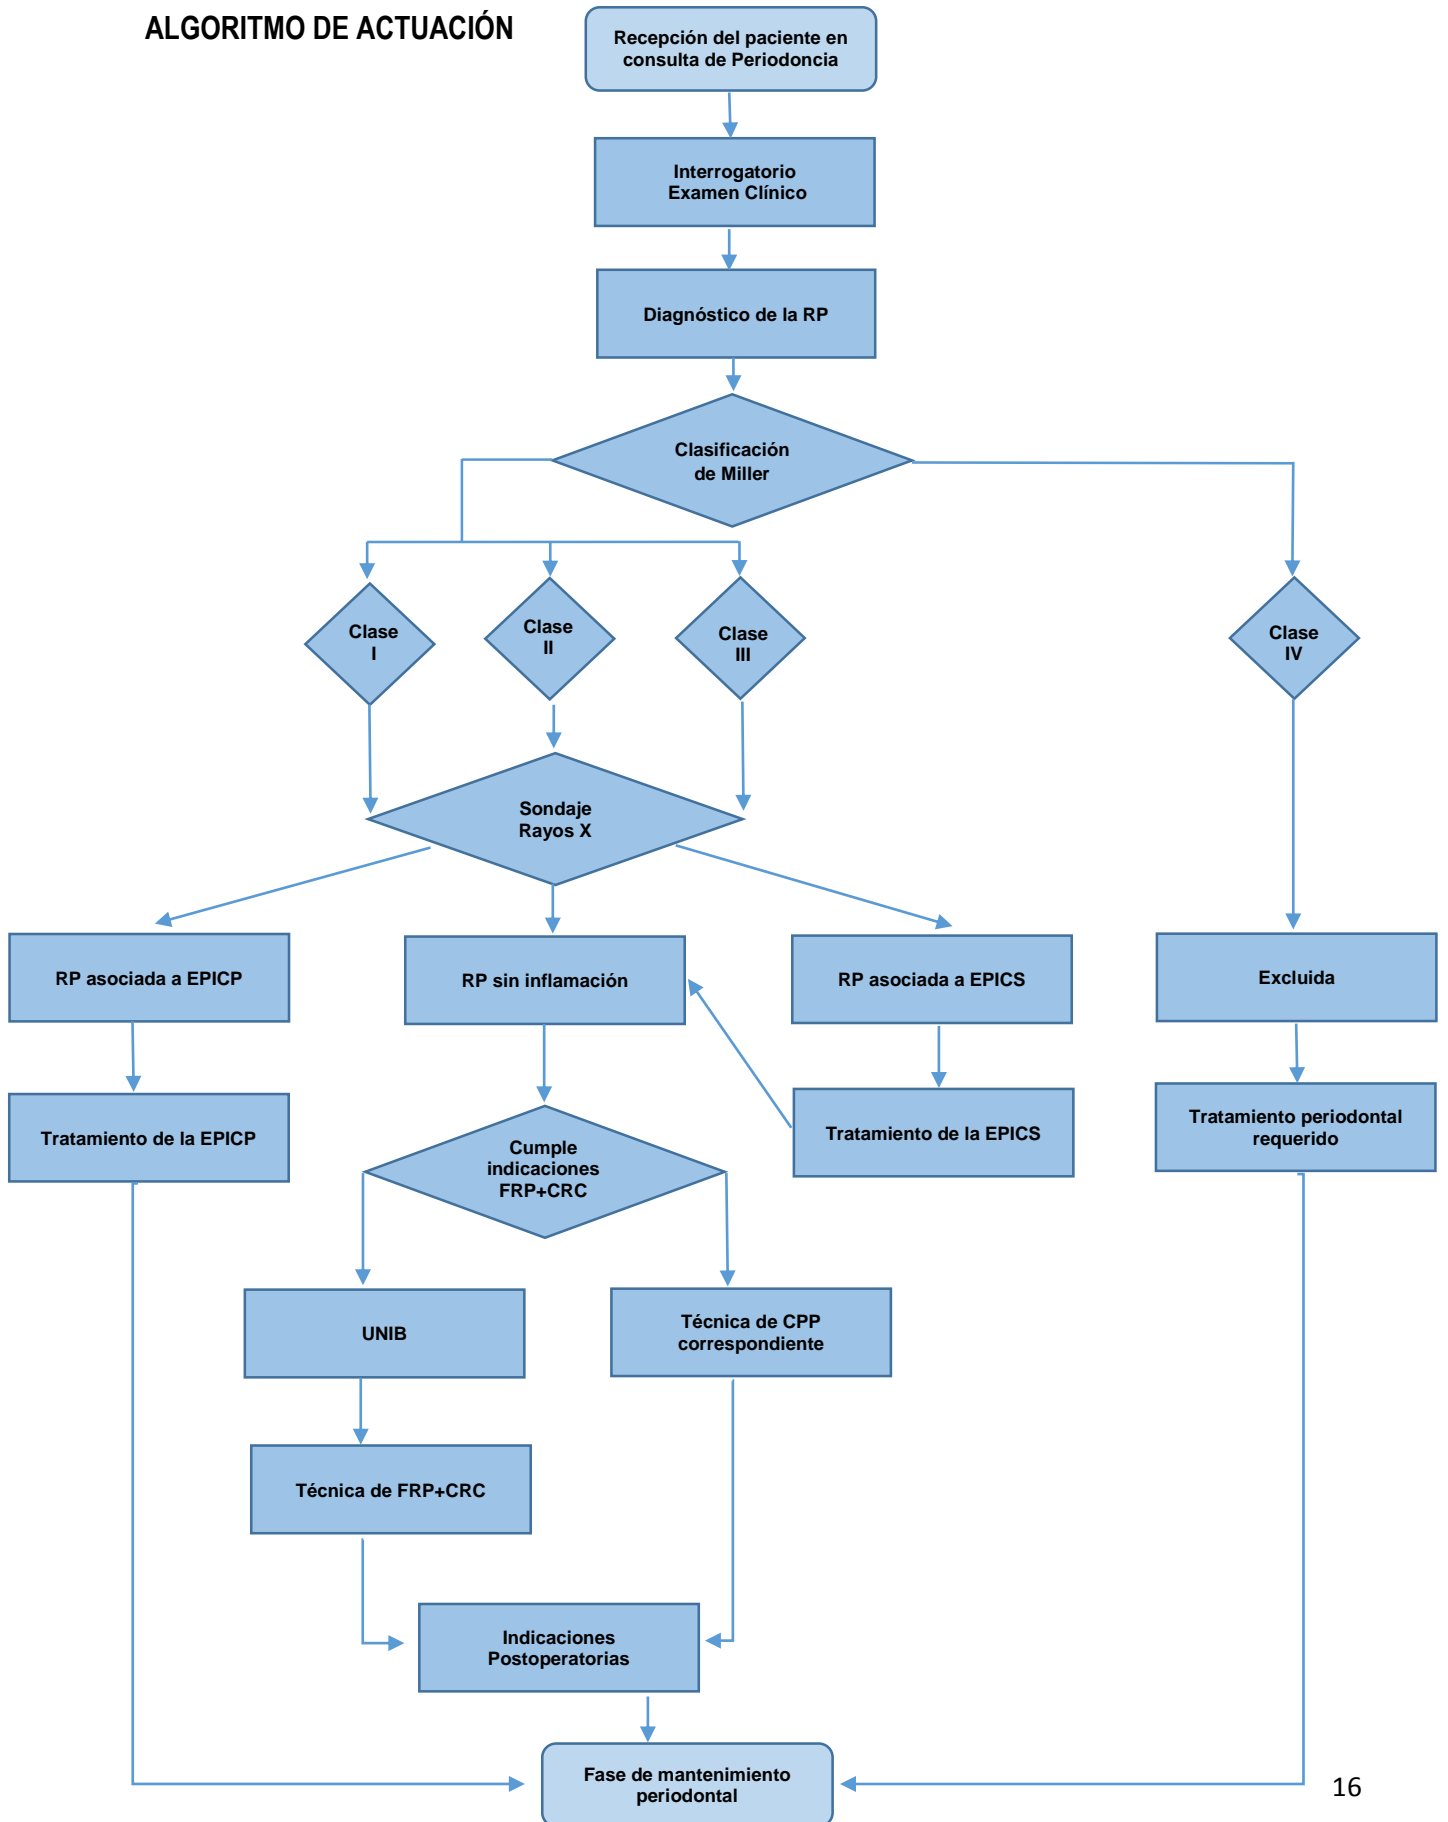 ALGORITMO DE ACTUACIÓN
Recepción del paciente en
consulta de Periodoncia
Interrogatorio
Examen Clínico
Diagnóstico de la RP
Clasificación
de Miller
Clase
I
Clase
II
Clase
III
Clase
IV
Sondaje
Rayos X
RP asociada a EPICP
RP sin inflamación
RP asociada a EPICS
Excluida
Tratamiento de la EPICP
Cumple
indicaciones
FRP+CRC
Tratamiento de la EPICS
Tratamiento periodontal
requerido
UNIB
Técnica de CPP
correspondiente
Técnica de FRP+CRC
Indicaciones
Postoperatorias
Fase de mantenimiento
periodontal
16